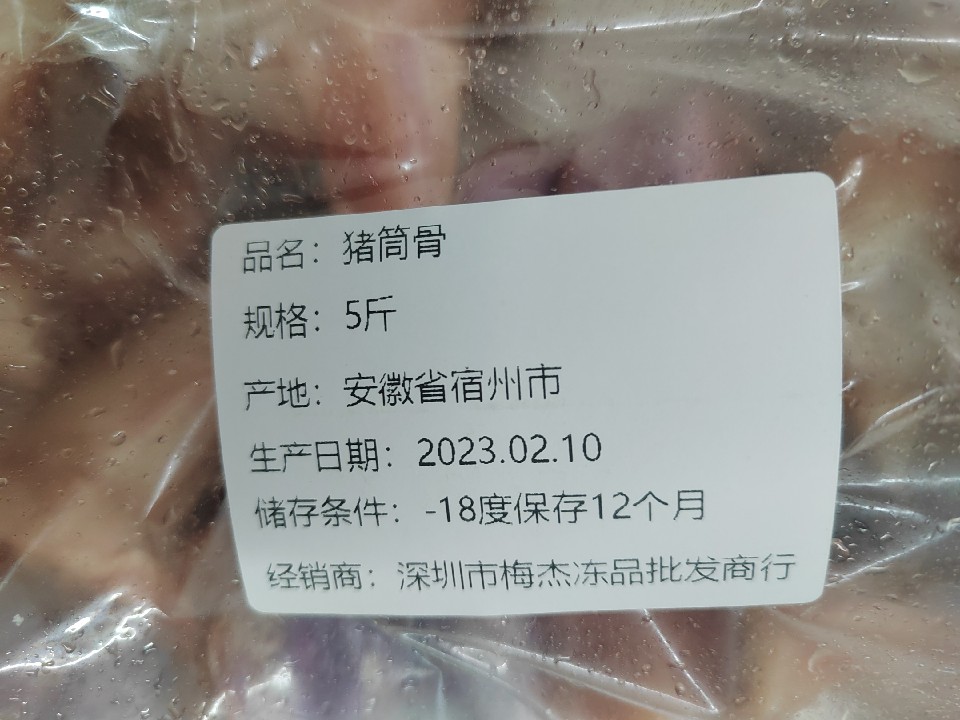 品名：猪筒骨
规格：5斤
产地：安徽省宿州市
生产日期：2023.02.10
储存条件：-18度保存12个月
经销商：深圳市梅杰冻品批发商行